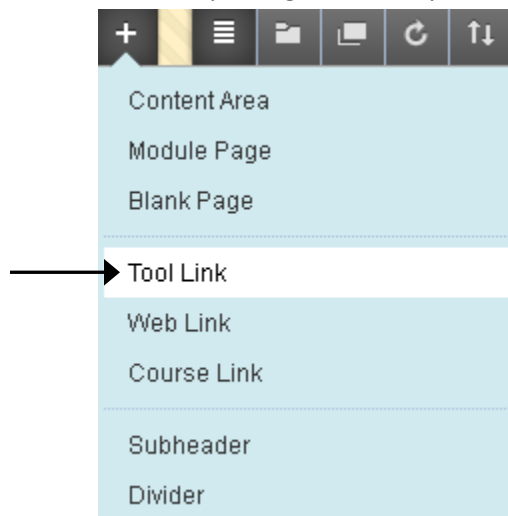 Content Area
Module Page
Blank Page
Tool Link
Web Link
Course Link
Subheader
Divider